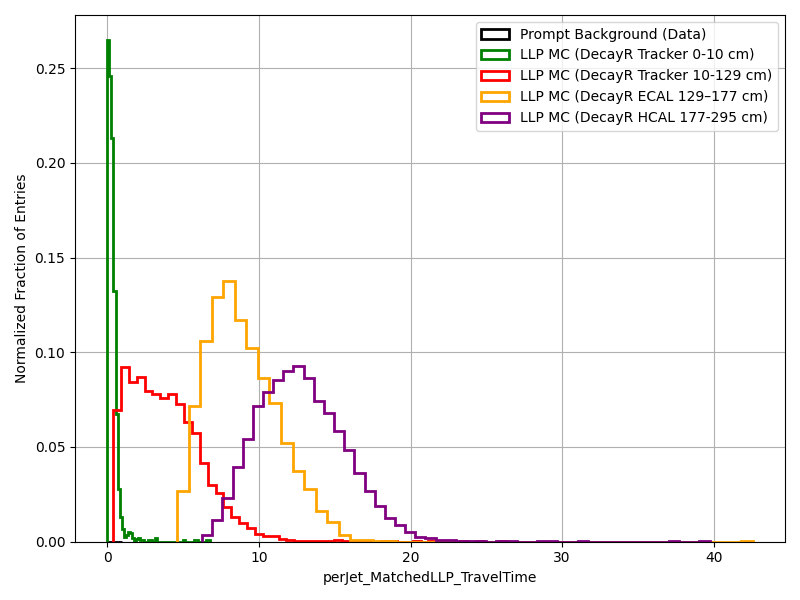 Prompt Background (Data)
LLP MC (DecayR Tracker 0-10 cm)
LLP MC (DecayR Tracker 10-129 cm)
LLP MC (DecayR ECAL 129–177 cm)
LLP MC (DecayR HCAL 177-295 cm)
Normalized Fraction of Entries
0.25
0.20
0.15
0.10
0.05
0.00
0 10 20 30 40
perJet_MatchedLLP_TravelTime